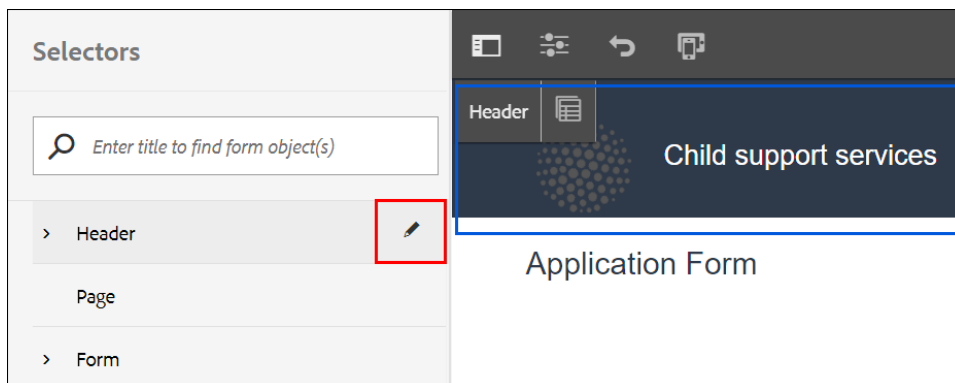 Selectors
Enter title to find form object(s)
Header
Page
Form
Header
Child support services
Application Form